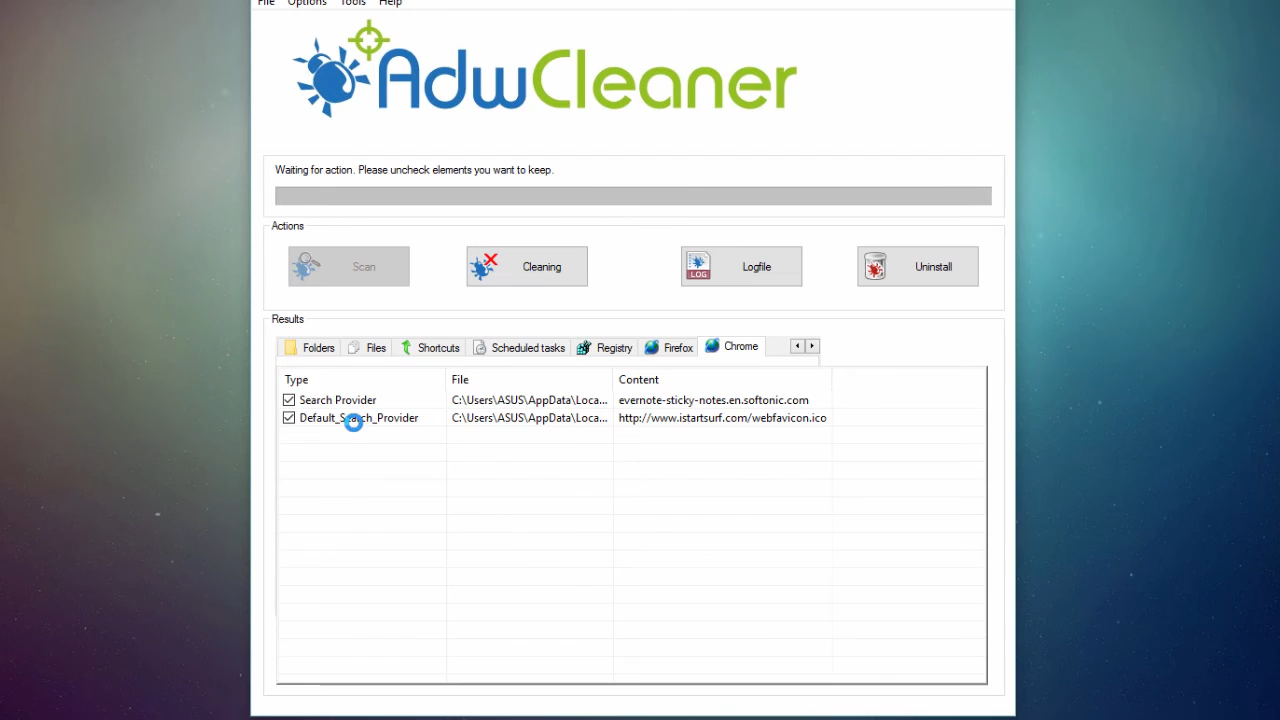 File Options Tools Help
AdwCleaner
Waiting for action. Please uncheck elements you want to keep.
Actions
Scan Cleaning LOG Logfile Uninstall
Results
Folders Files Shortcuts Scheduled tasks Registry Firefox Chrome
Type File Content
Search Provider C:\Users\ASUS\AppData\Loca... evernote-sticky-notes.en.softonic.com
Default_Search_Provider C:\Users\ASUS\AppData\Loca... http://www.istartsurf.com/webfavicon.ico